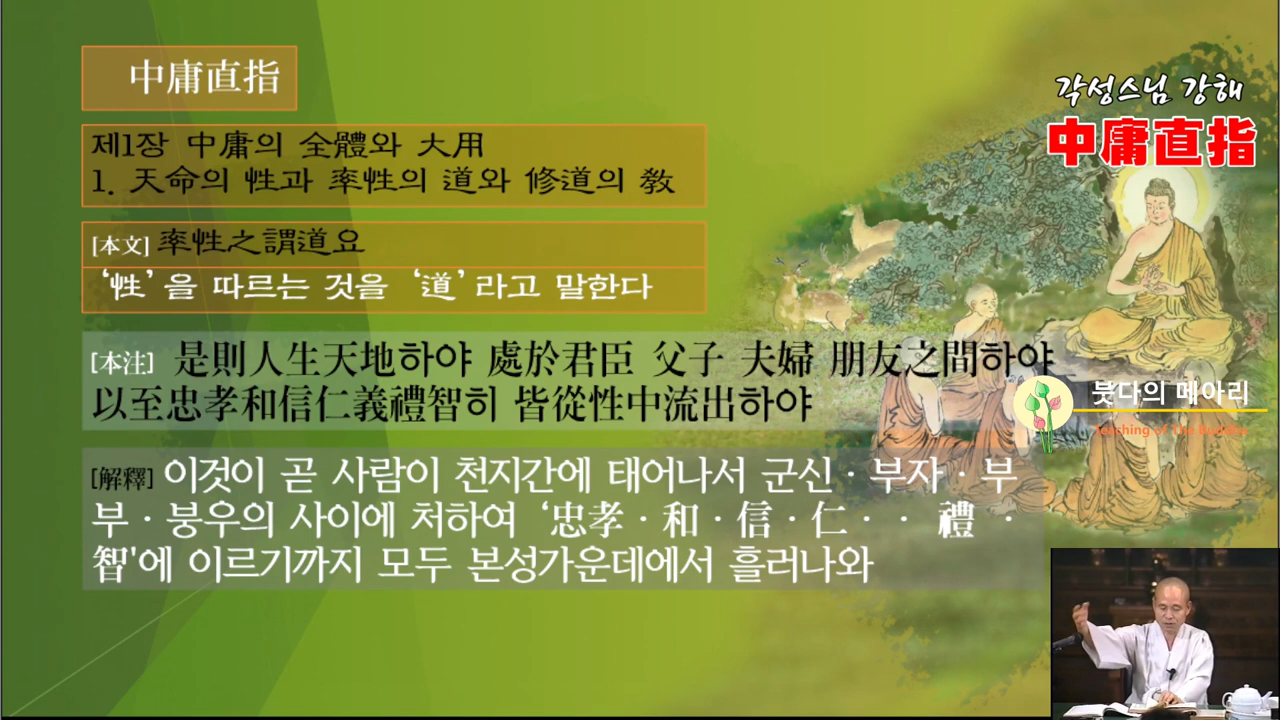 中庸直指
제1장 中庸의 全體와 大用
1. 天命의 性과 率性의 道와 修道의 敎
[本文] 率性之謂道요
‘性’을 따르는 것을 ‘道’라고 말한다
[本注] 是則人生天地하야 處於君臣 父子 夫婦 朋友之間하야
以至忠孝和信仁義禮智히 皆從性中流出하야
[解釋] 이것이 곧 사람이 천지간에 태어나서 군신·부자·부
부·붕우의 사이에 처하여 ‘忠孝·和·信·仁·· 禮 ·
智'에 이르기까지 모두 본성가운데에서 흘러나와
각성스님 강해
中庸直指
붓다의 메아리
Teaching of The Buddha